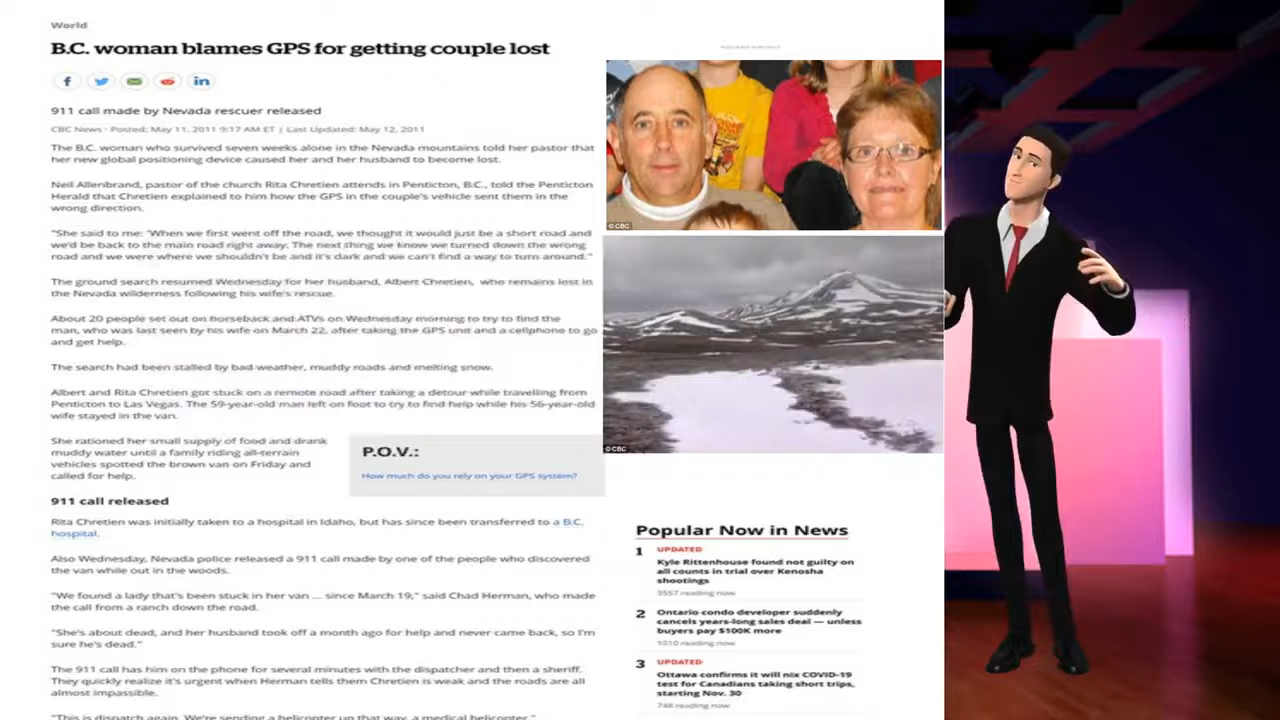 World
B.C. woman blames GPS for getting couple lost
911 call made by Nevada rescuer released
CBC News · Posted: May 11, 2011 9:17 AM ET | Last Updated: May 12, 2011
The B.C. woman who survived seven weeks alone in the Nevada mountains told her pastor that
her new global positioning device caused her and her husband to become lost.
Neil Allenbrand, pastor of the church Rita Chretien attends in Penticton, B.C., told the Penticton
Herald that Chretien explained to him how the GPS in the couple's vehicle sent them in the
wrong direction.
"She said to me: 'When we first went off the road, we thought it would just be a short road and
we'd be back to the main road right away. The next thing we know we turned down the wrong
road and we were where we shouldn't be and it's dark and we can't find a way to turn around."
The ground search resumed Wednesday for her husband, Albert Chretien, who remains lost in
the Nevada wilderness following his wife's rescue.
About 20 people set out on horseback and ATVs on Wednesday morning to try to find the
man, who was last seen by his wife on March 22, after taking the GPS unit and a cellphone to go
and get help.
The search had been stalled by bad weather, muddy roads and melting snow.
Albert and Rita Chretien got stuck on a remote road after taking a detour while travelling from
Penticton to Las Vegas. The 59-year-old man left on foot to try to find help while his 56-year-old
wife stayed in the van.
She rationed her small supply of food and drank
muddy water until a family riding all-terrain
vehicles spotted the brown van on Friday and
called for help.
P.O.V.:
How much do you rely on your GPS system?
911 call released
Rita Chretien was initially taken to a hospital in Idaho, but has since been transferred to a B.C.
hospital.
Also Wednesday, Nevada police released a 911 call made by one of the people who discovered
the van while out in the woods.
"We found a lady that's been stuck in her van ... since March 19," said Chad Herman, who made
the call from a ranch down the road.
"She's about dead, and her husband took off a month ago for help and never came back, so I'm
sure he's dead."
The 911 call has him on the phone for several minutes with the dispatcher and then a sheriff.
They quickly realize it's urgent when Herman tells them Chretien is weak and the roads are all
almost impassible.
"This is dispatch again. We're sending a helicopter up that way, a medical helicopter."
© CBC
© CBC
Popular Now in News
1 UPDATED
Kyle Rittenhouse found not guilty on
all counts in trial over Kenosha
shootings
3557 reading now
2 Ontario condo developer suddenly
cancels years-long sales deal — unless
buyers pay $100K more
1010 reading now
3 UPDATED
Ottawa confirms it will nix COVID-19
test for Canadians taking short trips,
starting Nov. 30
748 reading now